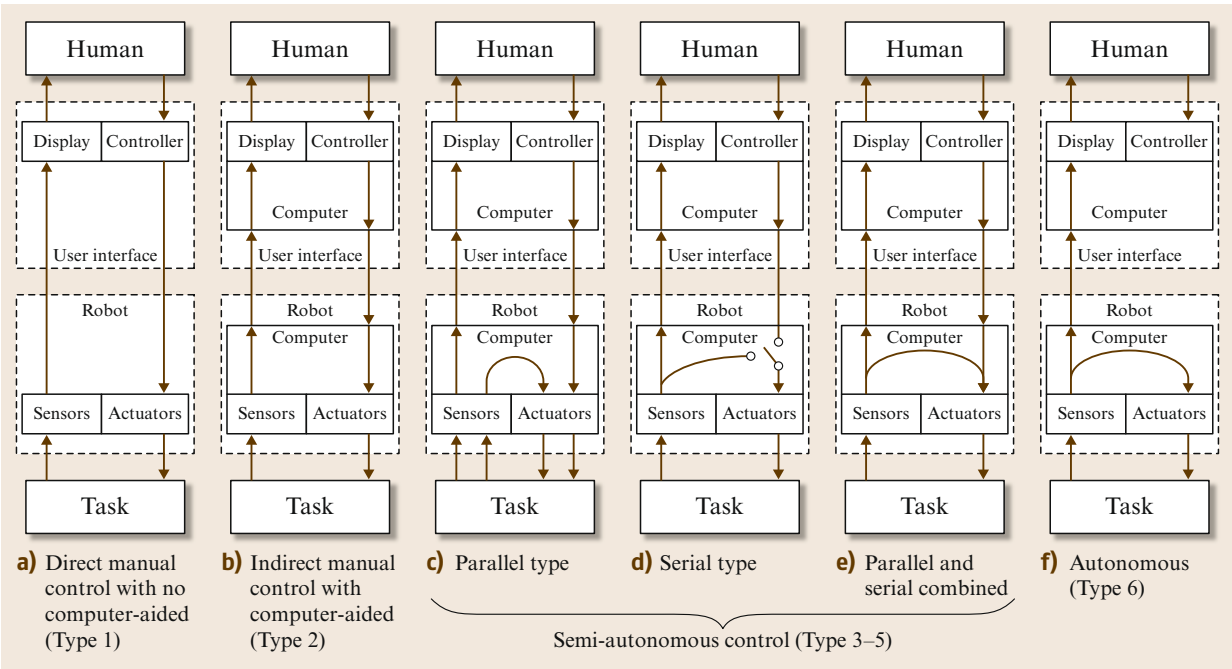 Human
Display
Controller
User interface
Robot
Sensors
Actuators
Task
a) Direct manual
control with no
computer-aided
(Type 1)
Human
Display
Controller
Computer
User interface
Robot
Computer
Sensors
Actuators
Task
b) Indirect manual
control with
computer-aided
(Type 2)
Human
Display
Controller
Computer
User interface
Robot
Computer
Sensors
Actuators
Task
c) Parallel type
Human
Display
Controller
Computer
User interface
Robot
Computer
Sensors
Actuators
Task
d) Serial type
Human
Display
Controller
Computer
User interface
Robot
Computer
Sensors
Actuators
Task
e) Parallel and
serial combined
Semi-autonomous control (Type 3–5)
Human
Display
Controller
Computer
User interface
Robot
Computer
Sensors
Actuators
Task
f) Autonomous
(Type 6)